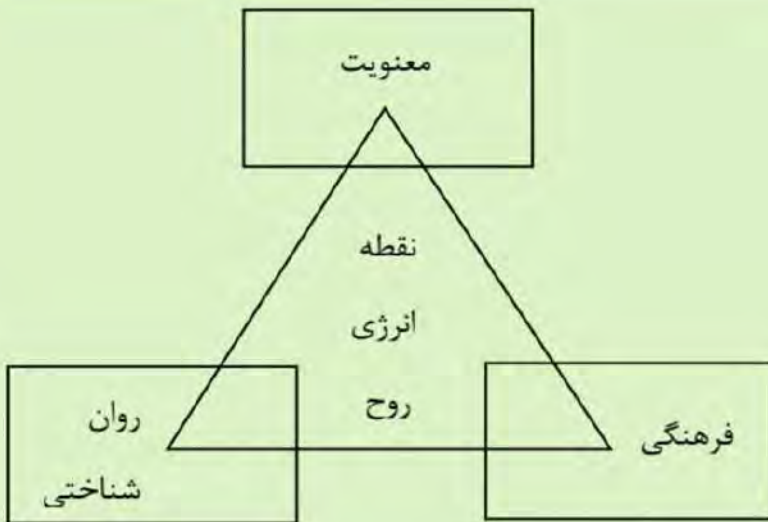 معنویت
نقطه
انرژی
روح
فرهنگی
روان
شناختی